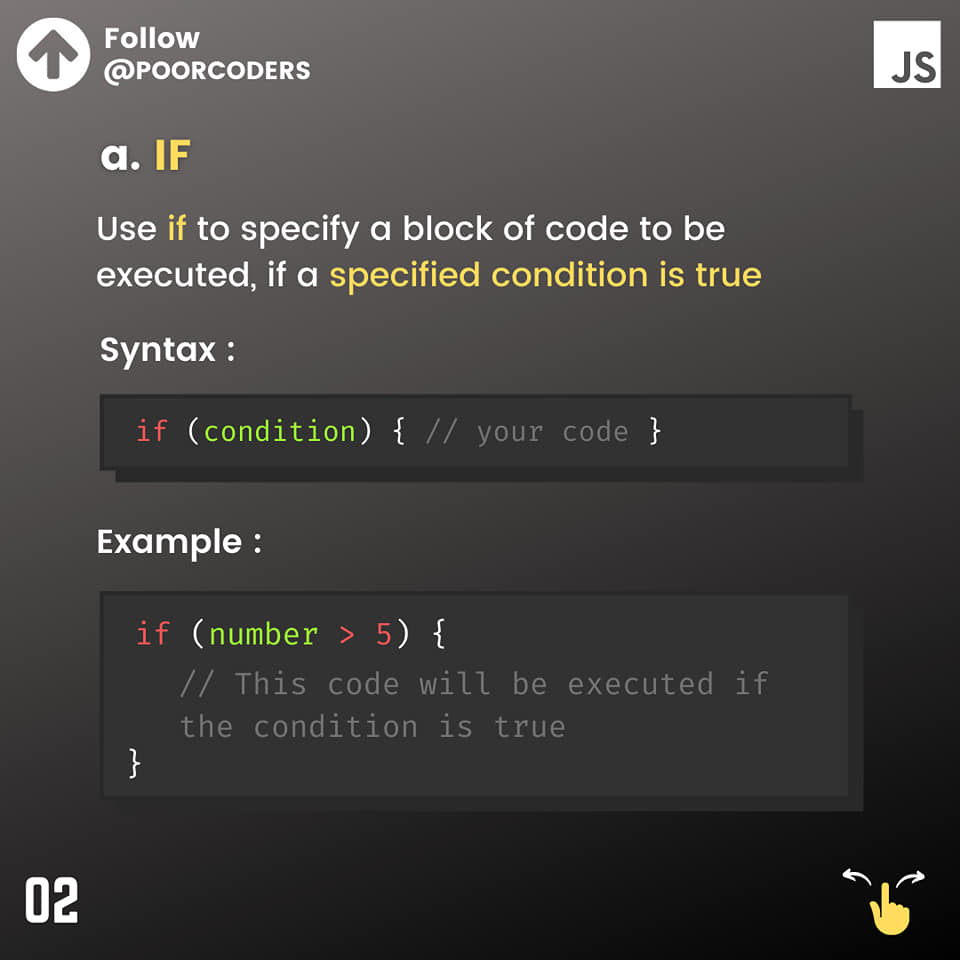 Follow
@POORCODERS
JS
a. IF
Use if to specify a block of code to be
executed, if a specified condition is true
Syntax :
if (condition) { // your code }
Example :
if (number > 5) {
// This code will be executed if
the condition is true
}
02